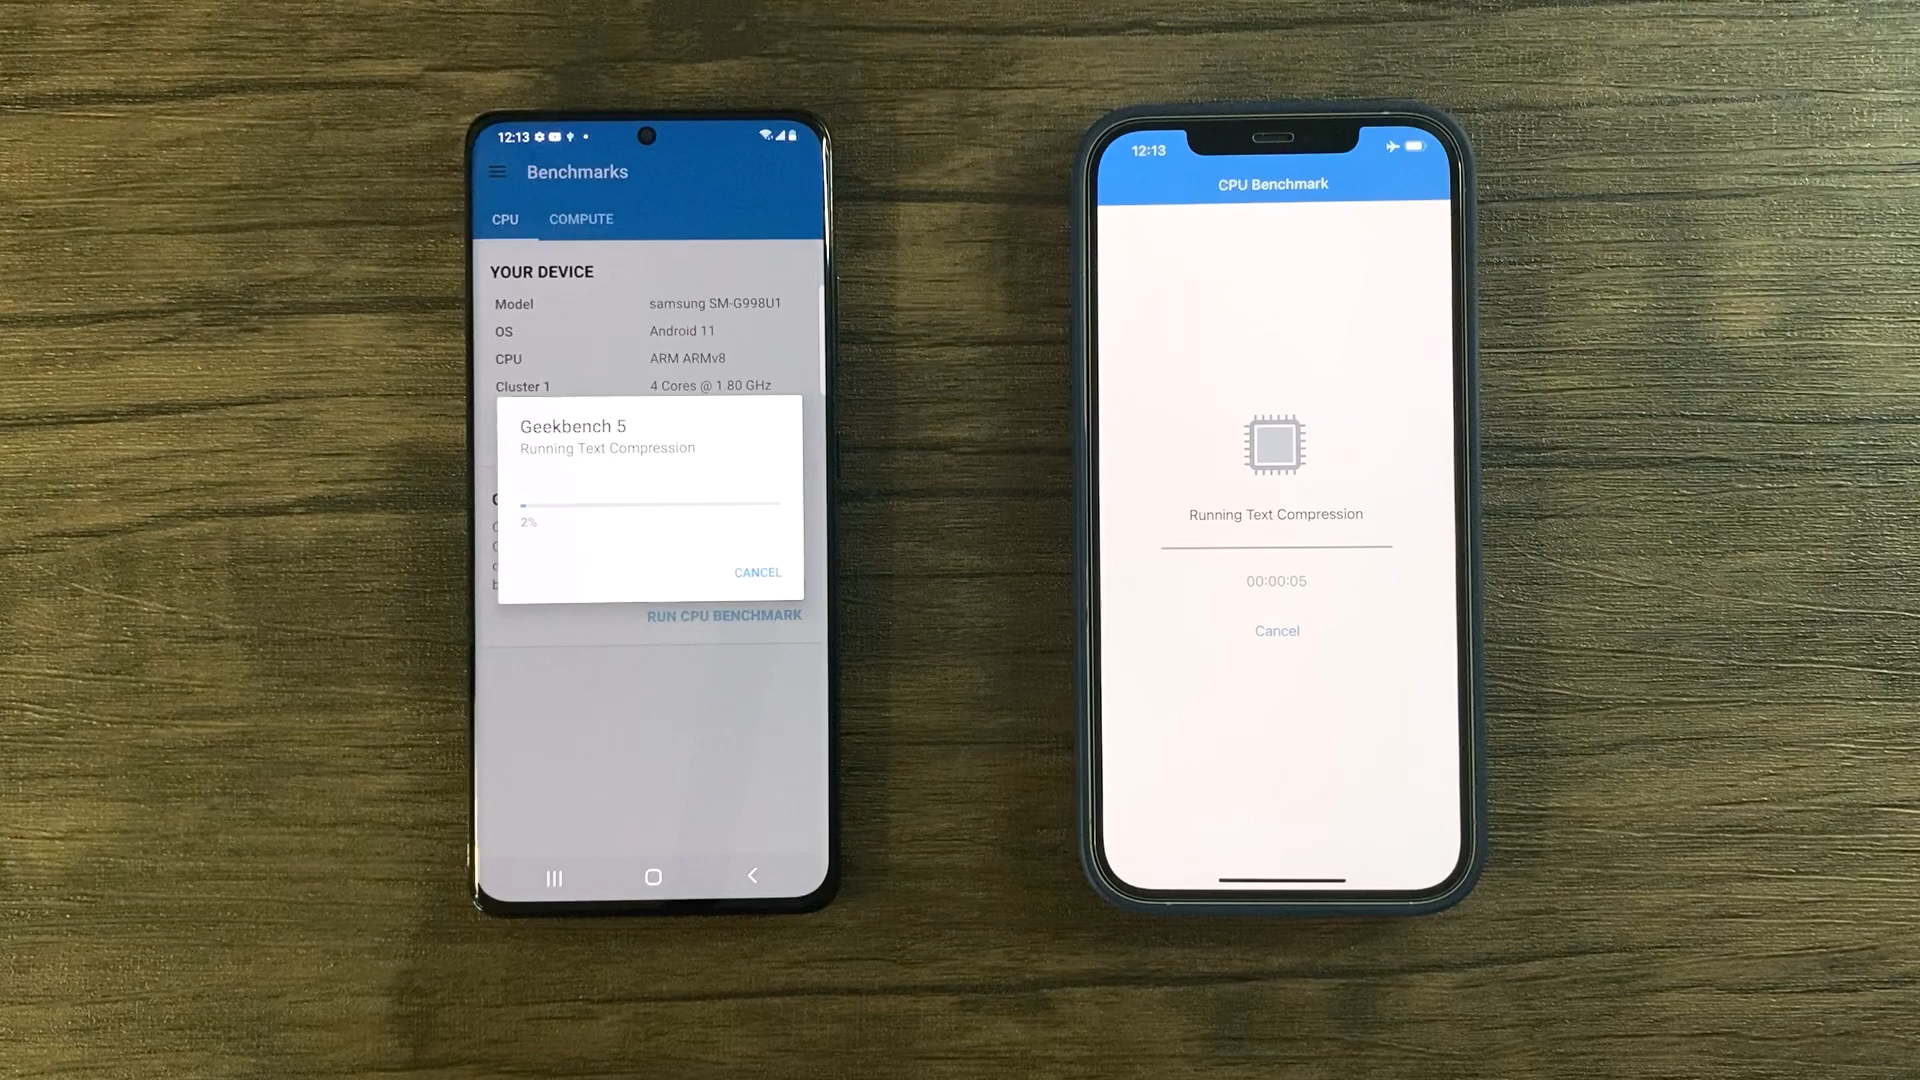 12:13
Benchmarks
CPU COMPUTE
YOUR DEVICE
Model samsung SM-G998U1
OS Android 11
CPU ARM ARMv8
Cluster 1 4 Cores @ 1.80 GHz
Geekbench 5
Running Text Compression
2%
CANCEL
RUN CPU BENCHMARK
12:13
CPU Benchmark
Running Text Compression
00:00:05
Cancel